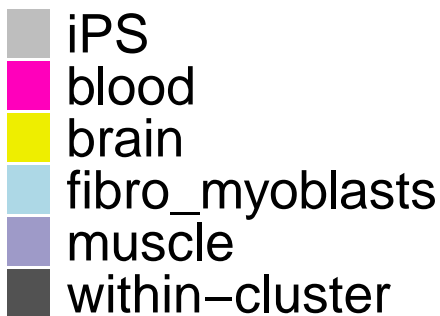 iPS
blood
brain
fibro_myoblasts
muscle
within−cluster